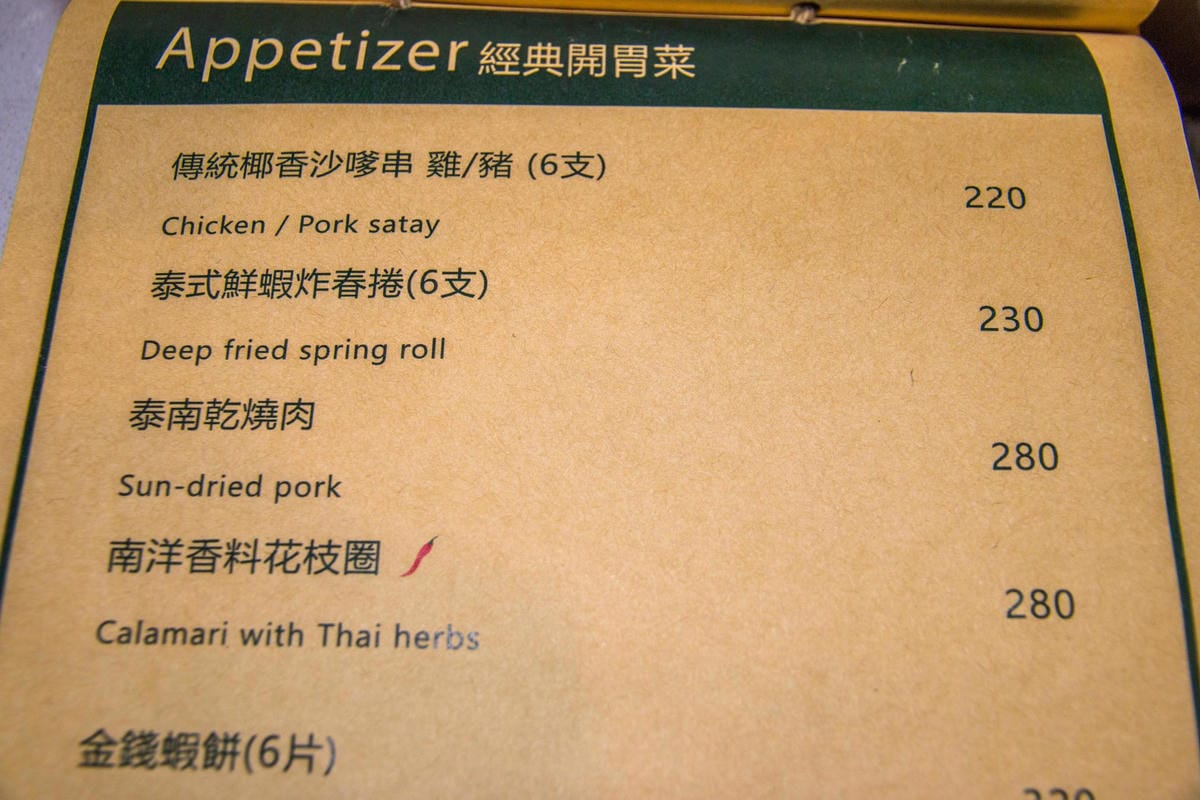 Appetizer 經典開胃菜
傳統椰香沙嗲串 雞/豬 (6支)
220
Chicken / Pork satay
泰式鮮蝦炸春捲(6支)
230
Deep fried spring roll
泰南乾燒肉
280
Sun-dried pork
南洋香料花枝圈
280
Calamari with Thai herbs
金錢蝦餅(6片)